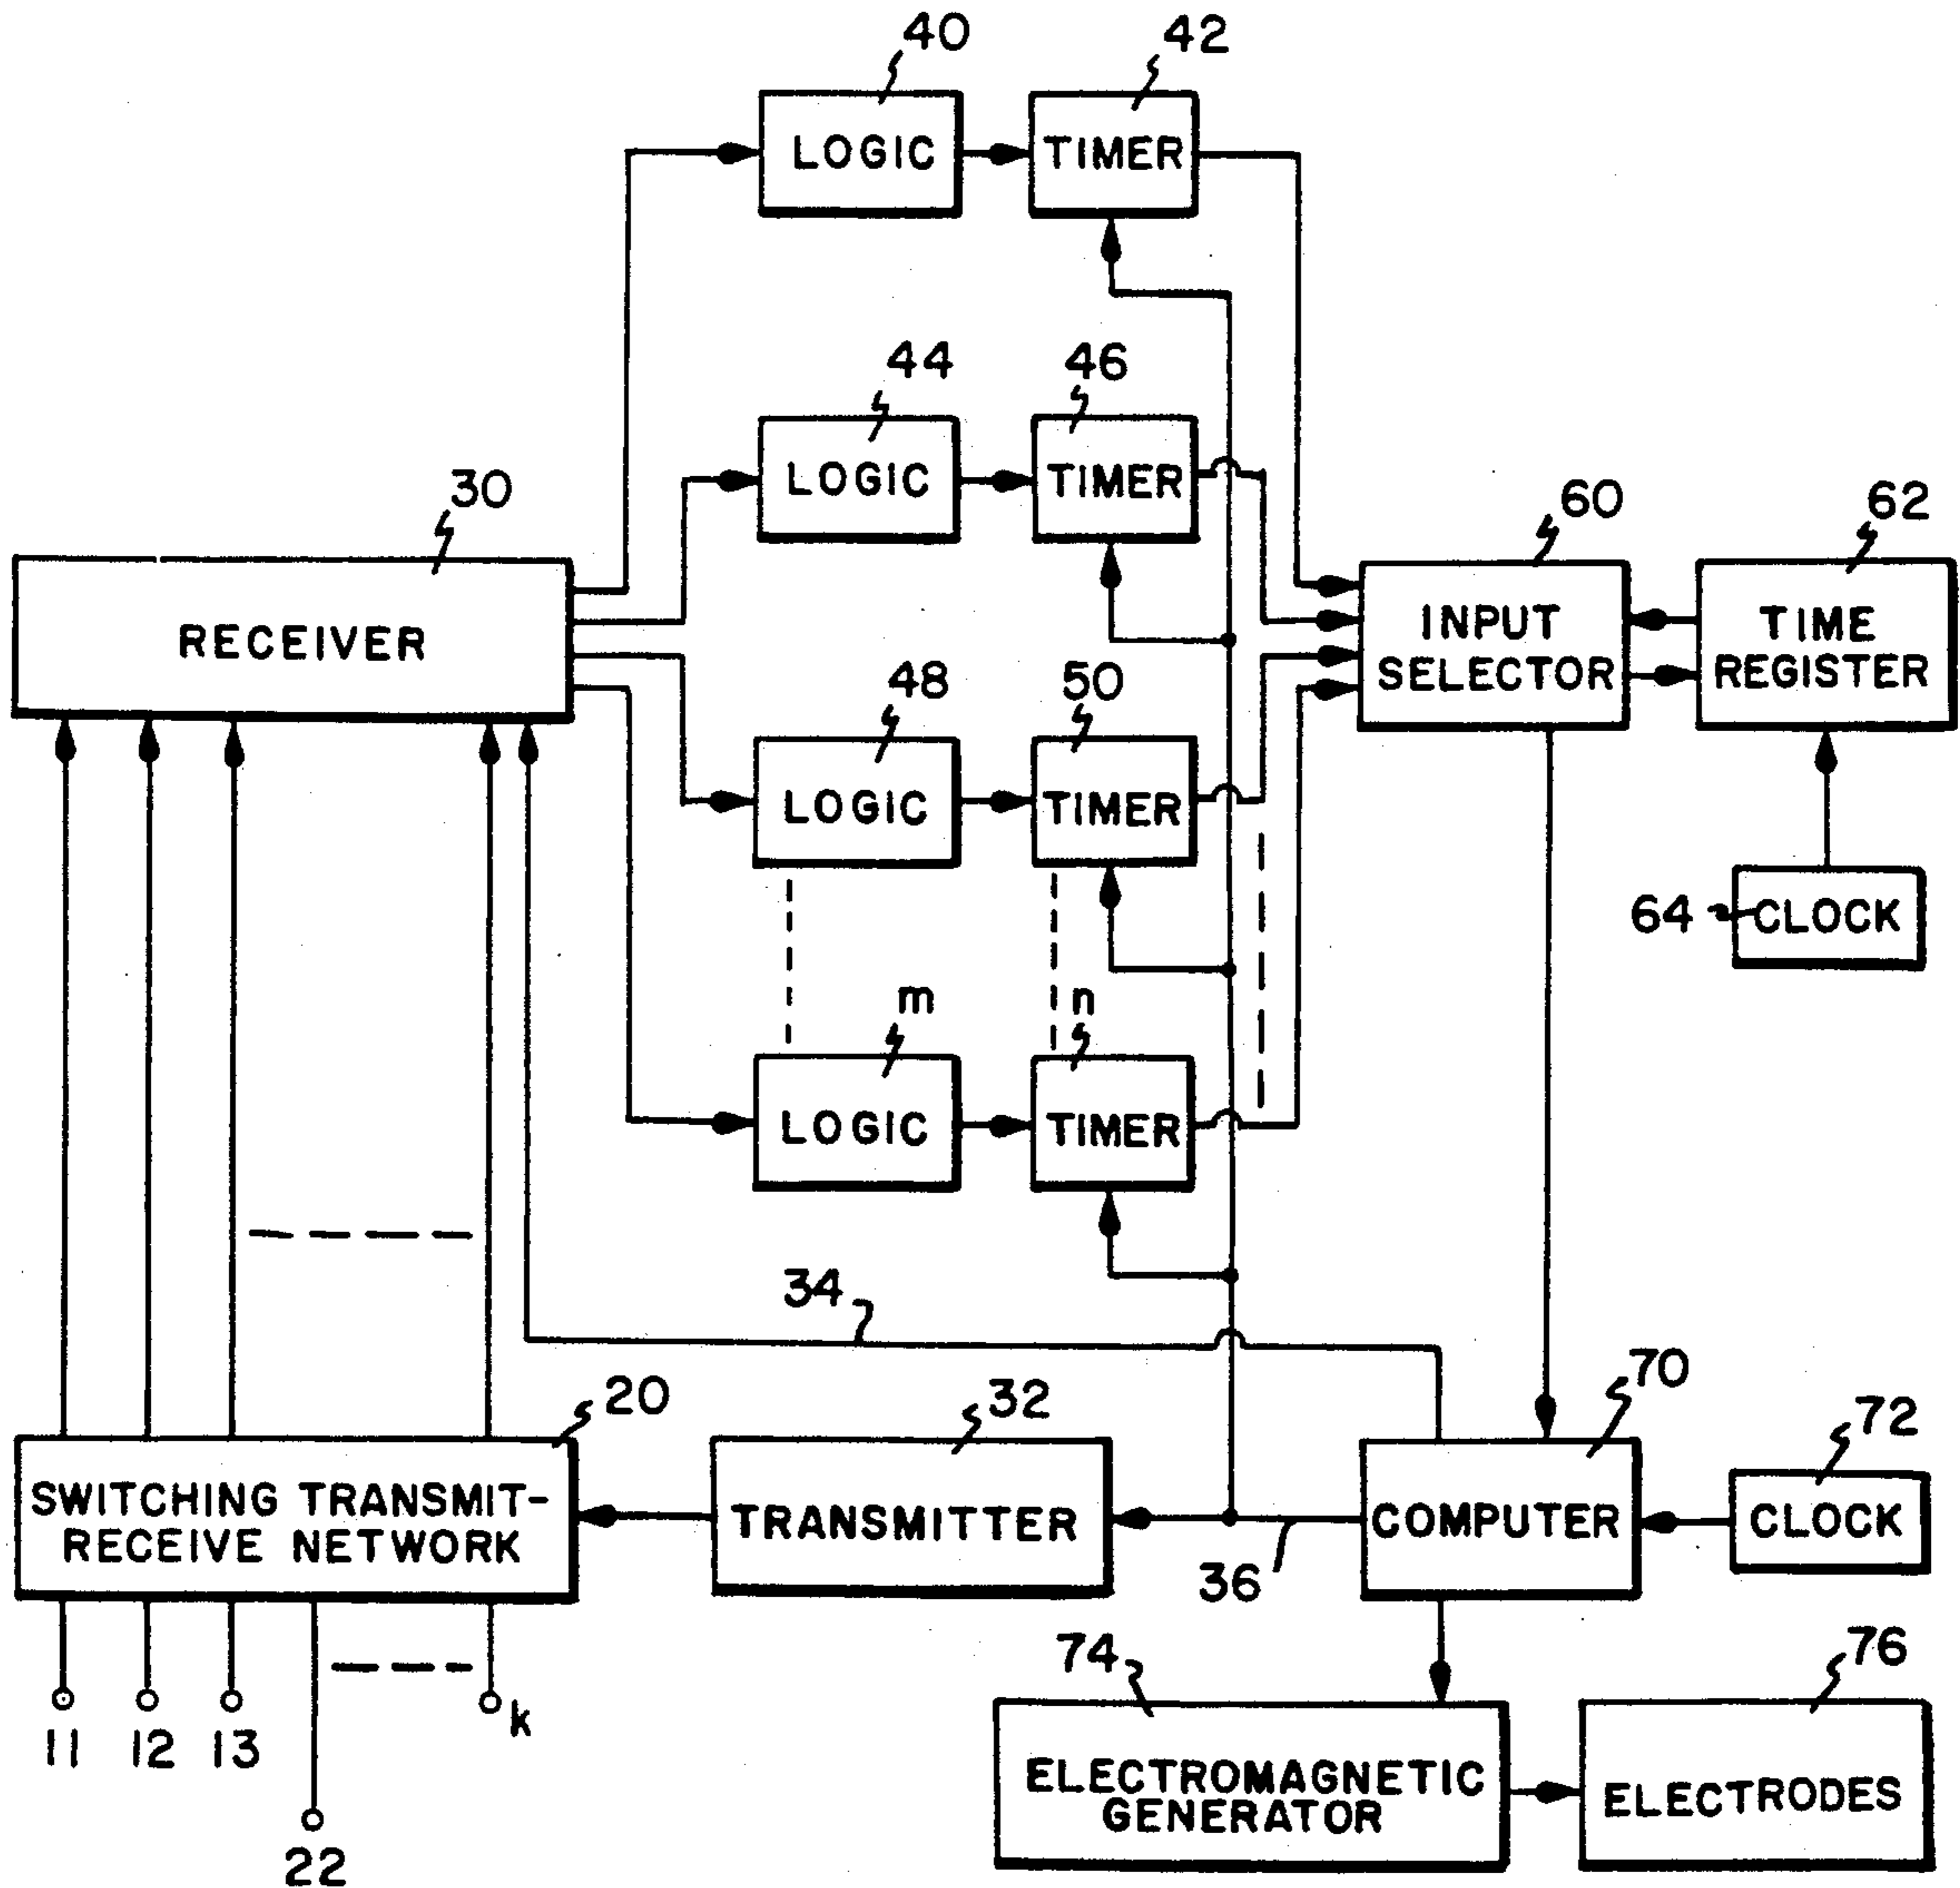 40
42
LOGIC
TIMER
44
46
LOGIC
TIMER
30
60
62
RECEIVER
INPUT
SELECTOR
TIME
REGISTER
48
50
LOGIC
TIMER
64
CLOCK
m
n
LOGIC
TIMER
34
20
32
70
72
SWITCHING TRANSMIT-
RECEIVE NETWORK
TRANSMITTER
COMPUTER
CLOCK
36
11
12
13
k
22
74
76
ELECTROMAGNETIC
GENERATOR
ELECTRODES